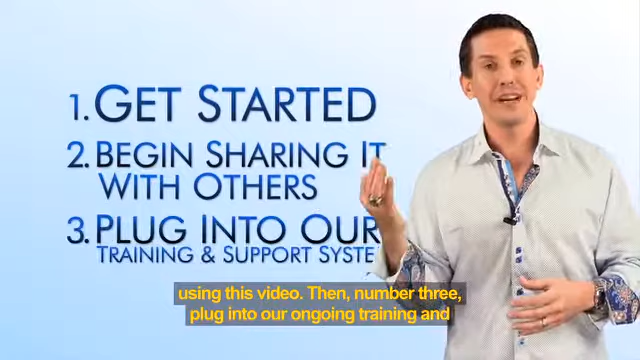 1. GET STARTED
2. BEGIN SHARING IT
WITH OTHERS
3. PLUG INTO OUR
TRAINING & SUPPORT SYSTE
using this video. Then, number three,
plug into our ongoing training and